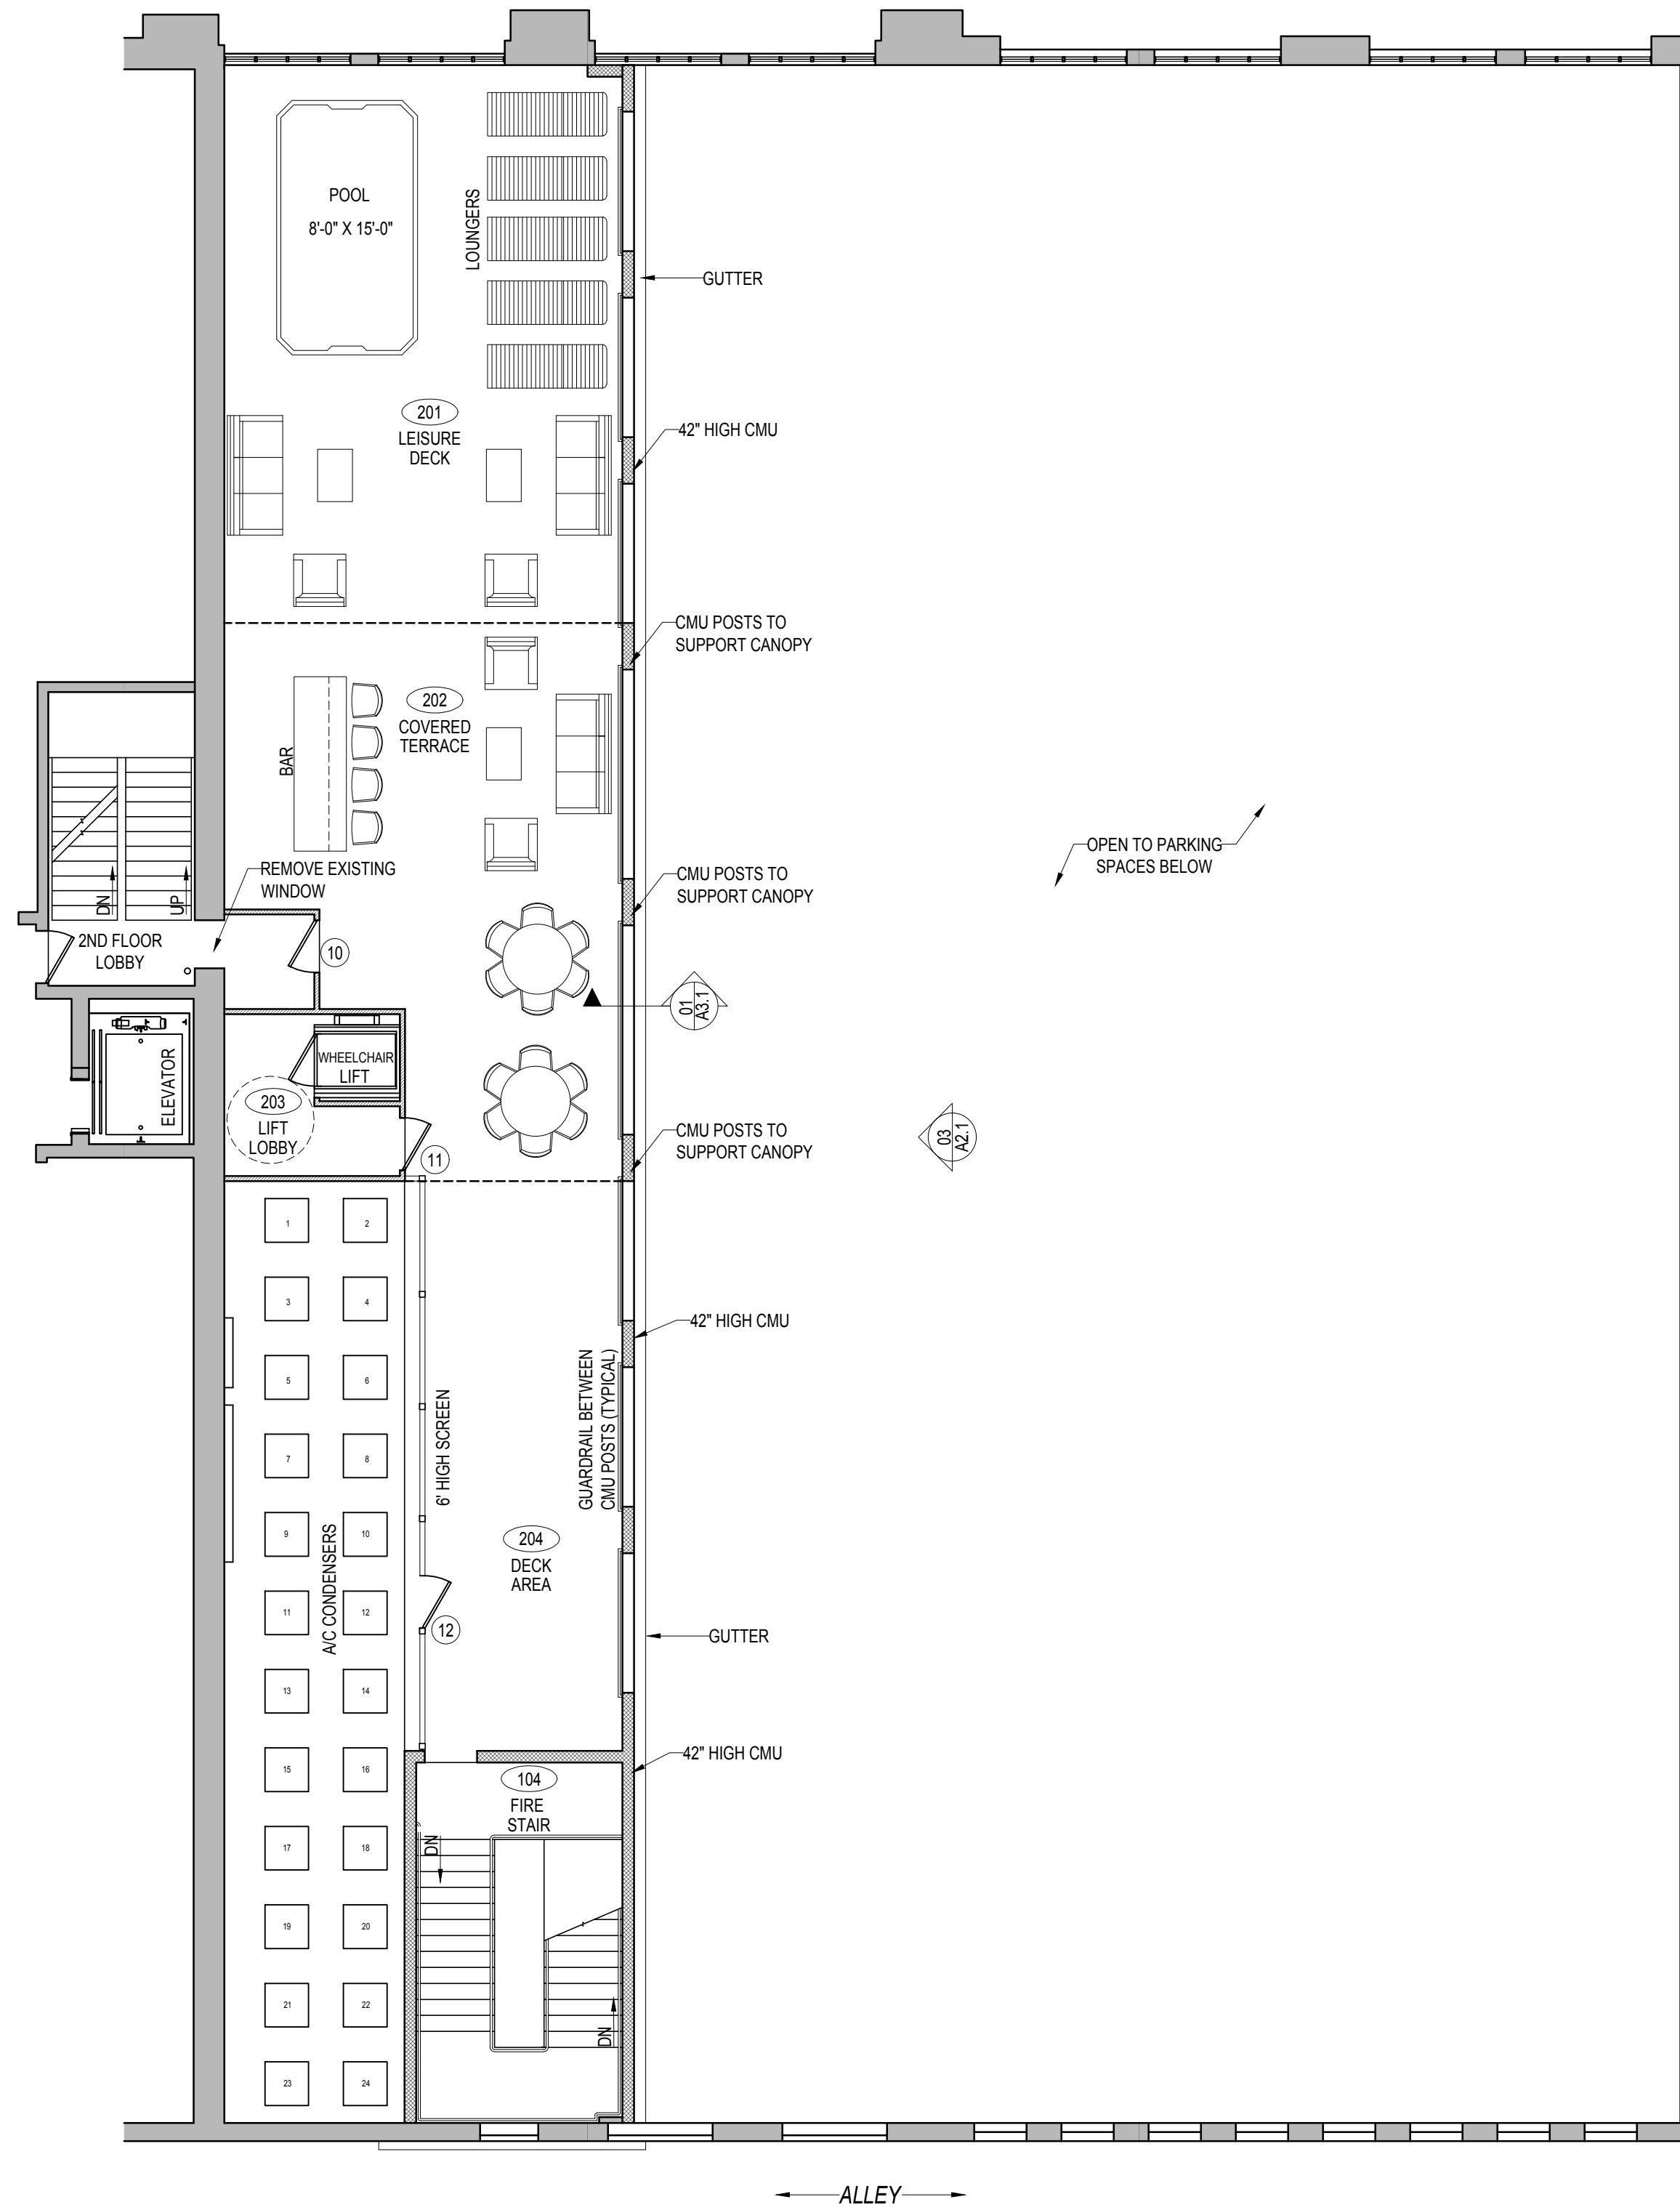 POOL
8'-0" X 15'-0"
LOUNGERS
GUTTER
201
LEISURE
DECK
42" HIGH CMU
CMU POSTS TO
SUPPORT CANOPY
202
COVERED
TERRACE
BAR
OPEN TO PARKING
SPACES BELOW
REMOVE EXISTING
WINDOW
CMU POSTS TO
SUPPORT CANOPY
DN
UP
2ND FLOOR
LOBBY
10
01
A3.1
ELEVATOR
WHEELCHAIR
LIFT
203
LIFT
LOBBY
11
CMU POSTS TO
SUPPORT CANOPY
03
A2.1
1
2
3
4
42" HIGH CMU
5
6
6' HIGH SCREEN
GUARDRAIL BETWEEN
CMU POSTS (TYPICAL)
7
8
9
10
A/C CONDENSERS
204
DECK
AREA
11
12
12
GUTTER
13
14
15
16
42" HIGH CMU
104
FIRE
STAIR
DN
17
18
19
20
21
22
DN
23
24
ALLEY